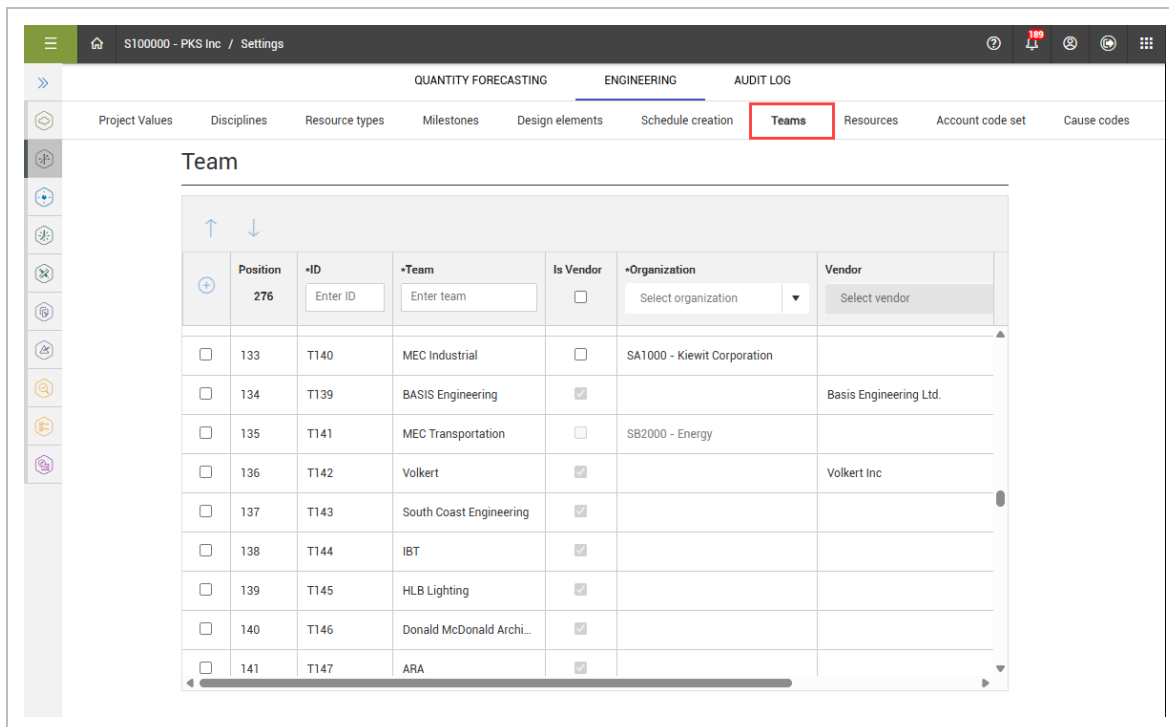 S100000 - PKS Inc / Settings
189
QUANTITY FORECASTING ENGINEERING AUDIT LOG
Project Values Disciplines Resource types Milestones Design elements Schedule creation Teams Resources Account code set Cause codes
Team
Position *ID *Team Is Vendor *Organization Vendor
276 Enter ID Enter team Select organization Select vendor
133 T140 MEC Industrial SA1000 - Kiewit Corporation
134 T139 BASIS Engineering Basis Engineering Ltd.
135 T141 MEC Transportation SB2000 - Energy
136 T142 Volkert Volkert Inc
137 T143 South Coast Engineering
138 T144 IBT
139 T145 HLB Lighting
140 T146 Donald McDonald Archi...
141 T147 ARA